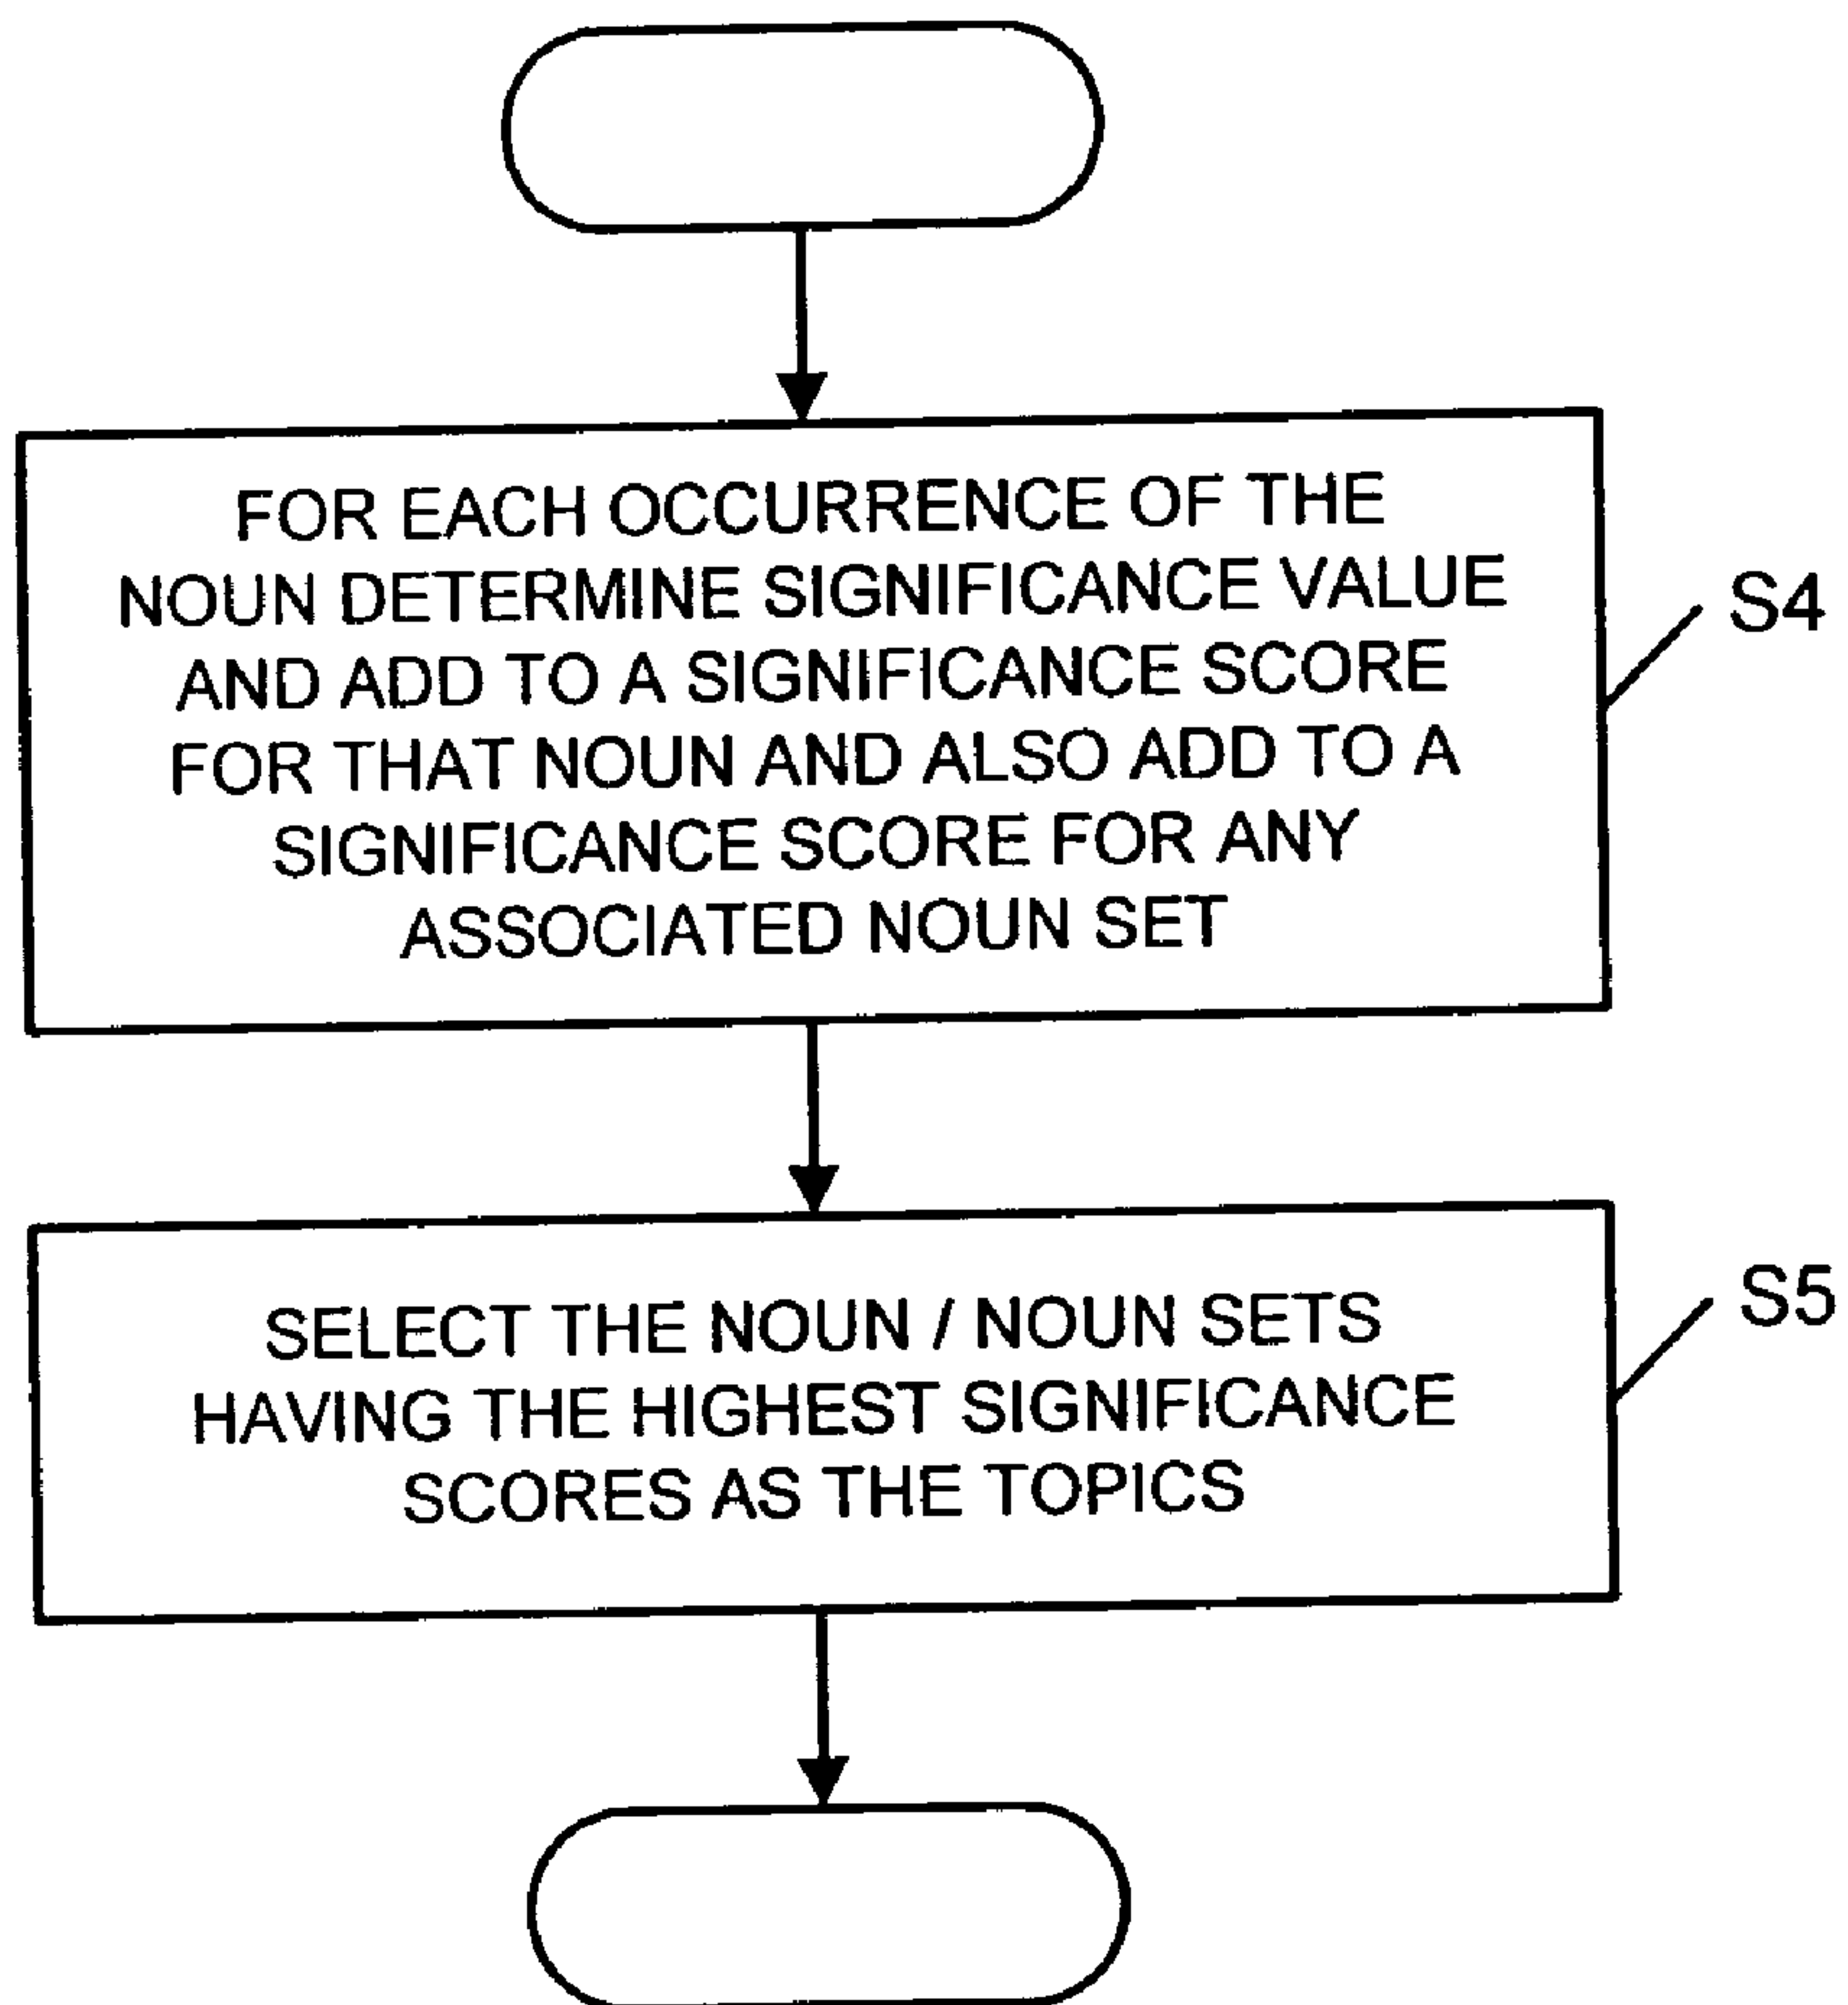 FOR EACH OCCURRENCE OF THE
NOUN DETERMINE SIGNIFICANCE VALUE
AND ADD TO A SIGNIFICANCE SCORE
FOR THAT NOUN AND ALSO ADD TO A
SIGNIFICANCE SCORE FOR ANY
ASSOCIATED NOUN SET
S4
SELECT THE NOUN / NOUN SETS
HAVING THE HIGHEST SIGNIFICANCE
SCORES AS THE TOPICS
S5